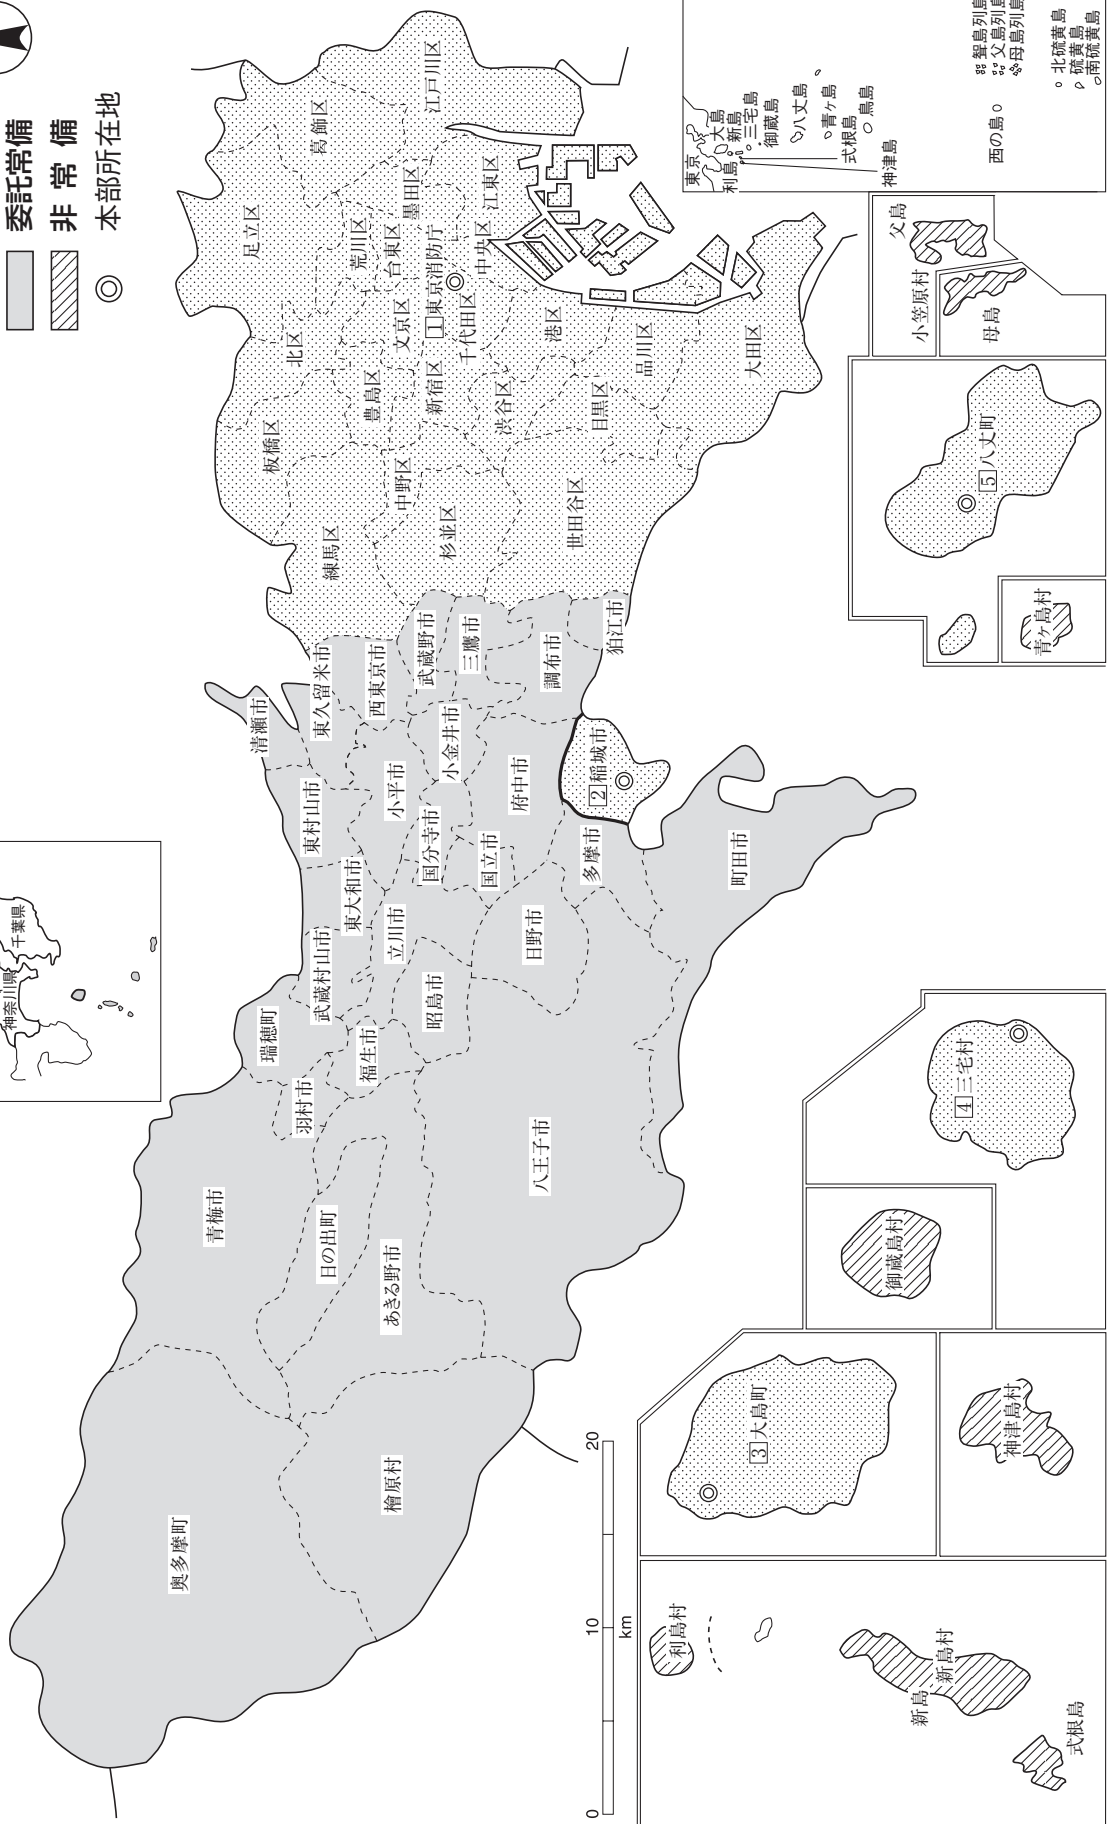 委託常備
非常備
本部所在地
神奈川県
千葉県
奥多摩町
檜原村
青梅市
日の出町
あきる野市
八王子市
羽村市
瑞穂町
福生市
武蔵村山市
昭島市
立川市
東大和市
日野市
東村山市
小平市
国分寺市
国立市
府中市
多摩市
町田市
清瀬市
東久留米市
西東京市
小金井市
武蔵野市
三鷹市
調布市
狛江市
2 稲城市
練馬区
板橋区
北区
足立区
葛飾区
江戸川区
荒川区
台東区
墨田区
江東区
文京区
豊島区
中野区
杉並区
新宿区
1 東京消防庁
千代田区
中央区
渋谷区
港区
目黒区
品川区
世田谷区
大田区
0
10
20
km
利島村
新島
新島村
式根島
3 大島町
神津島村
御蔵島村
4 三宅村
青ヶ島村
5 八丈町
小笠原村
父島
母島
東京
大島
利島
新島
三宅島
御蔵島
八丈島
青ヶ島
式根島
鳥島
神津島
西の島
聟島列島
父島列島
母島列島
北硫黄島
硫黄島
南硫黄島